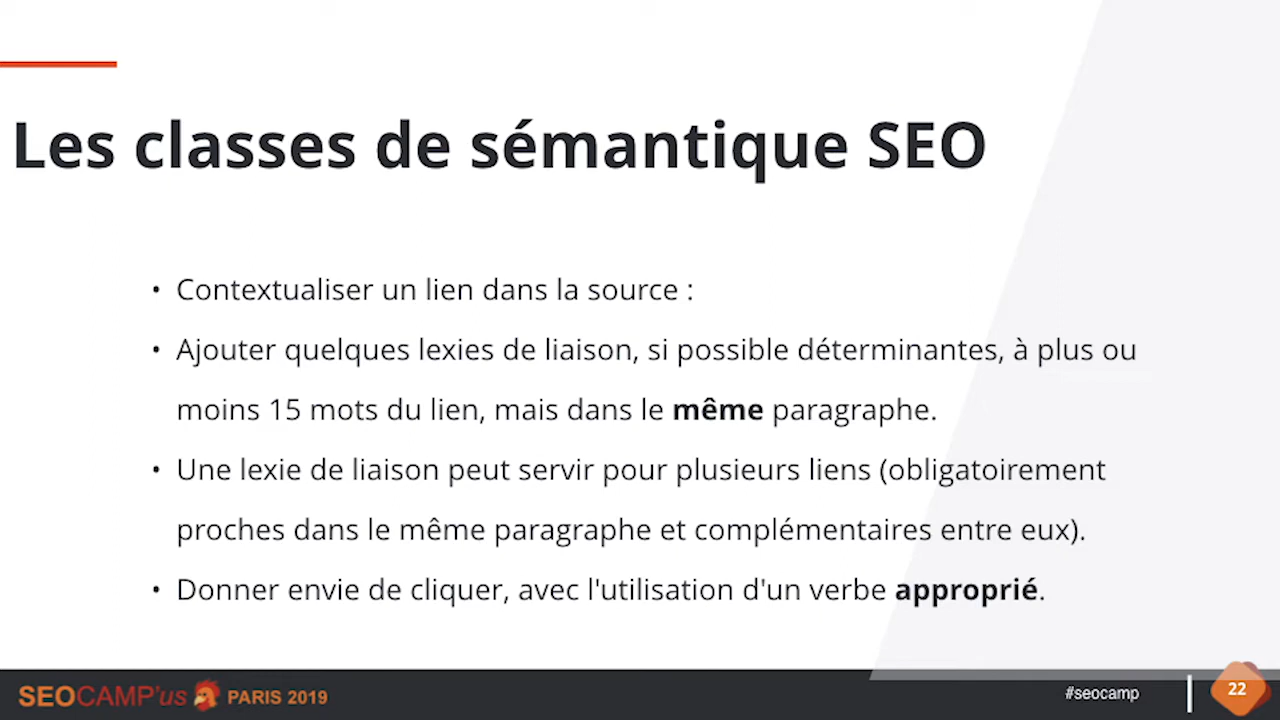 Les classes de sémantique SEO
• Contextualiser un lien dans la source :
• Ajouter quelques lexies de liaison, si possible déterminantes, à plus ou
moins 15 mots du lien, mais dans le même paragraphe.
• Une lexie de liaison peut servir pour plusieurs liens (obligatoirement
proches dans le même paragraphe et complémentaires entre eux).
• Donner envie de cliquer, avec l'utilisation d'un verbe approprié.
SEOCAMP'us PARIS 2019
#seocamp
22